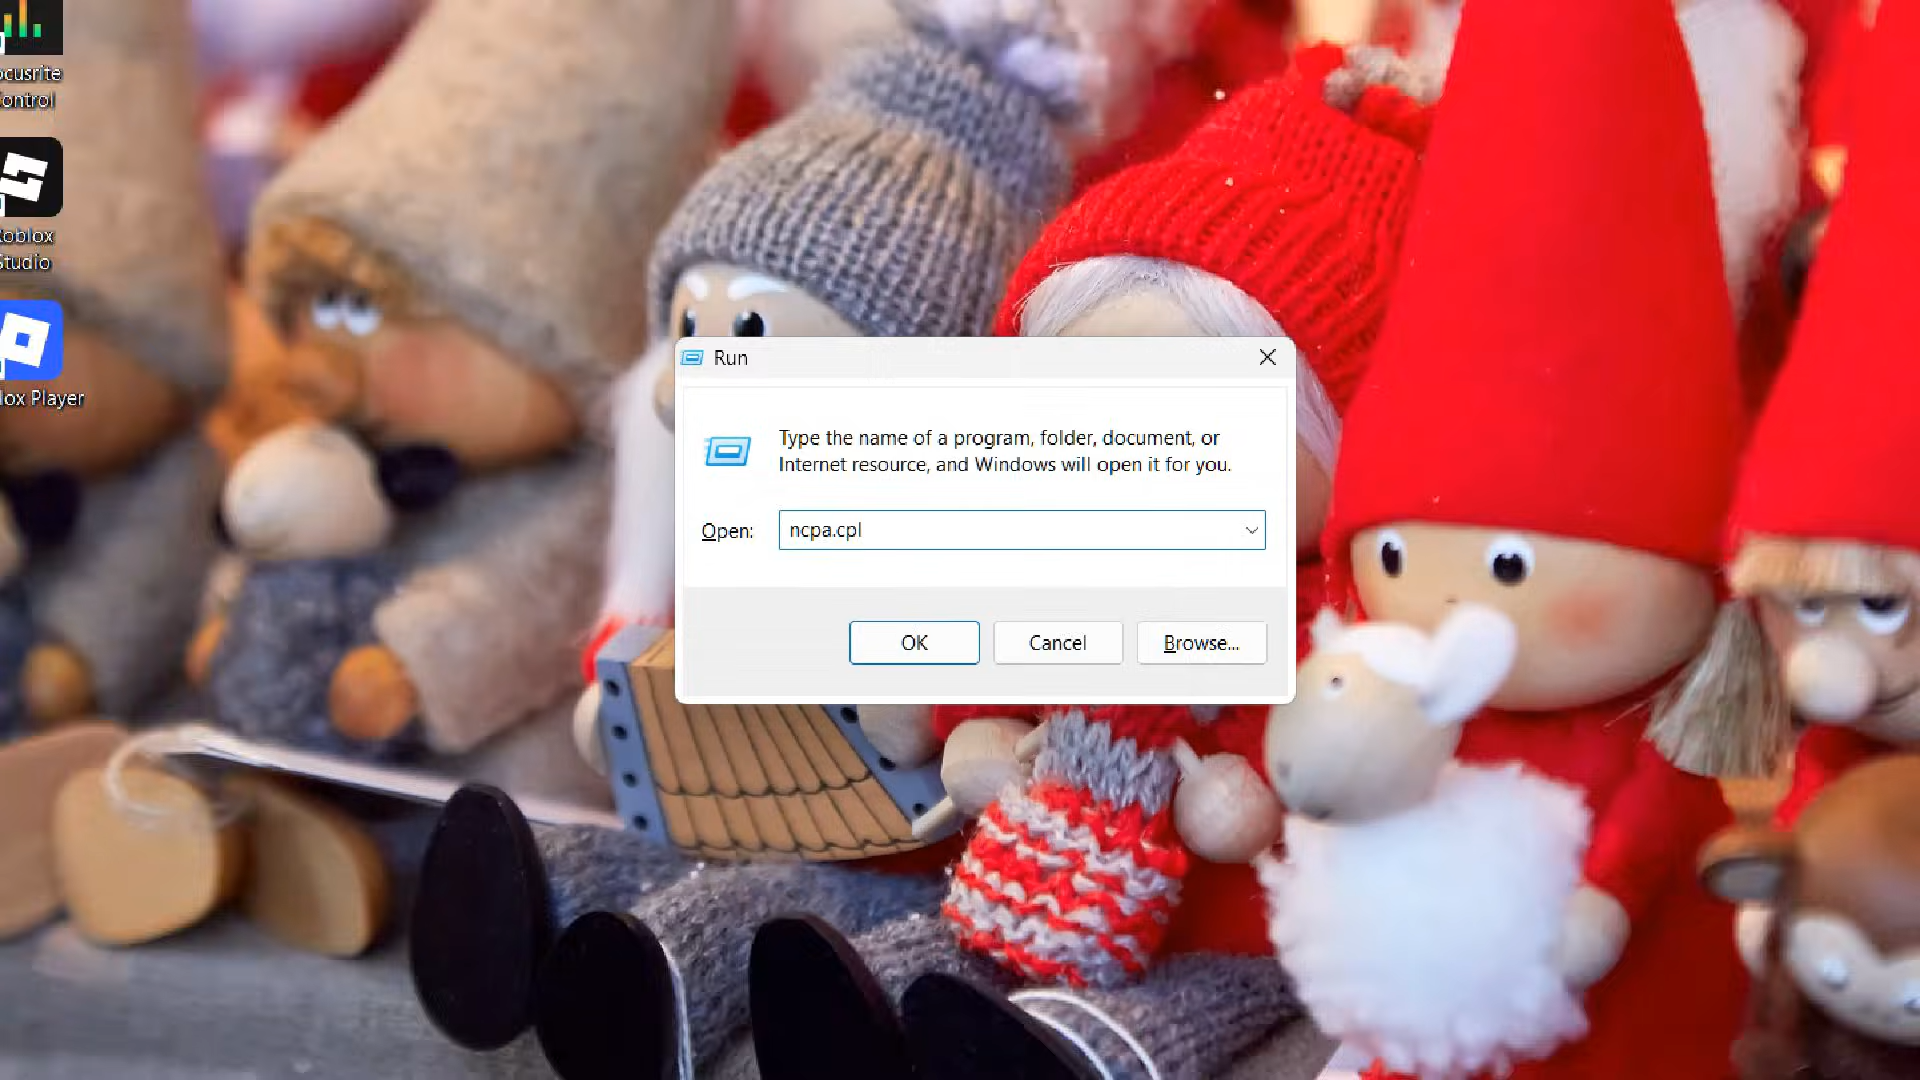 ocusrite
ontrol
Roblox
Studio
lox Player
Run
Type the name of a program, folder, document, or
Internet resource, and Windows will open it for you.
Open:
ncpa.cpl
OK
Cancel
Browse...